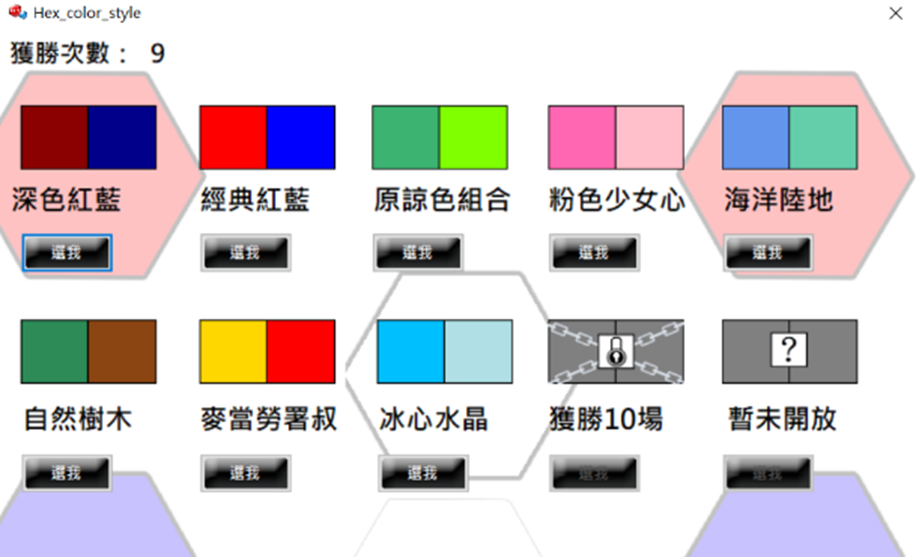 Hex_color_style
獲勝次數： 9
深色紅藍
經典紅藍
原諒色組合
粉色少女心
海洋陸地
選我
選我
選我
選我
選我
?
自然樹木
麥當勞署叔
冰心水晶
獲勝10場
暫未開放
選我
選我
選我
選我
選我